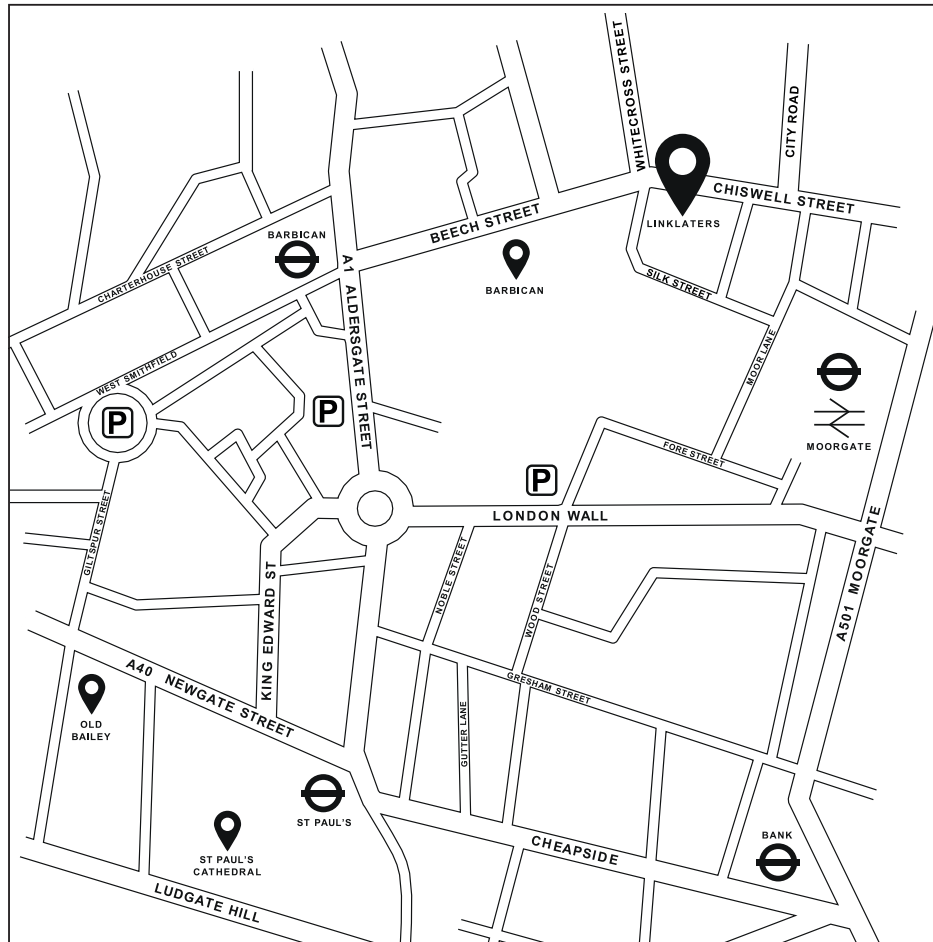 WHITECROSS STREET
CITY ROAD
CHISWELL STREET
LINKLATERS
BEECH STREET
BARBICAN
BARBICAN
CHARTERHOUSE STREET
A1 ALDERSGATE STREET
SILK STREET
WEST SMITHFIELD
MOOR LANE
P
P
MOORGATE
FORE STREET
P
GILTSPUR STREET
LONDON WALL
NOBLE STREET
WOOD STREET
A501 MOORGATE
KING EDWARD ST
A40 NEWGATE STREET
GRESHAM STREET
GUTTER LANE
OLD
BAILEY
ST PAUL'S
BANK
ST PAUL'S
CATHEDRAL
CHEAPSIDE
LUDGATE HILL